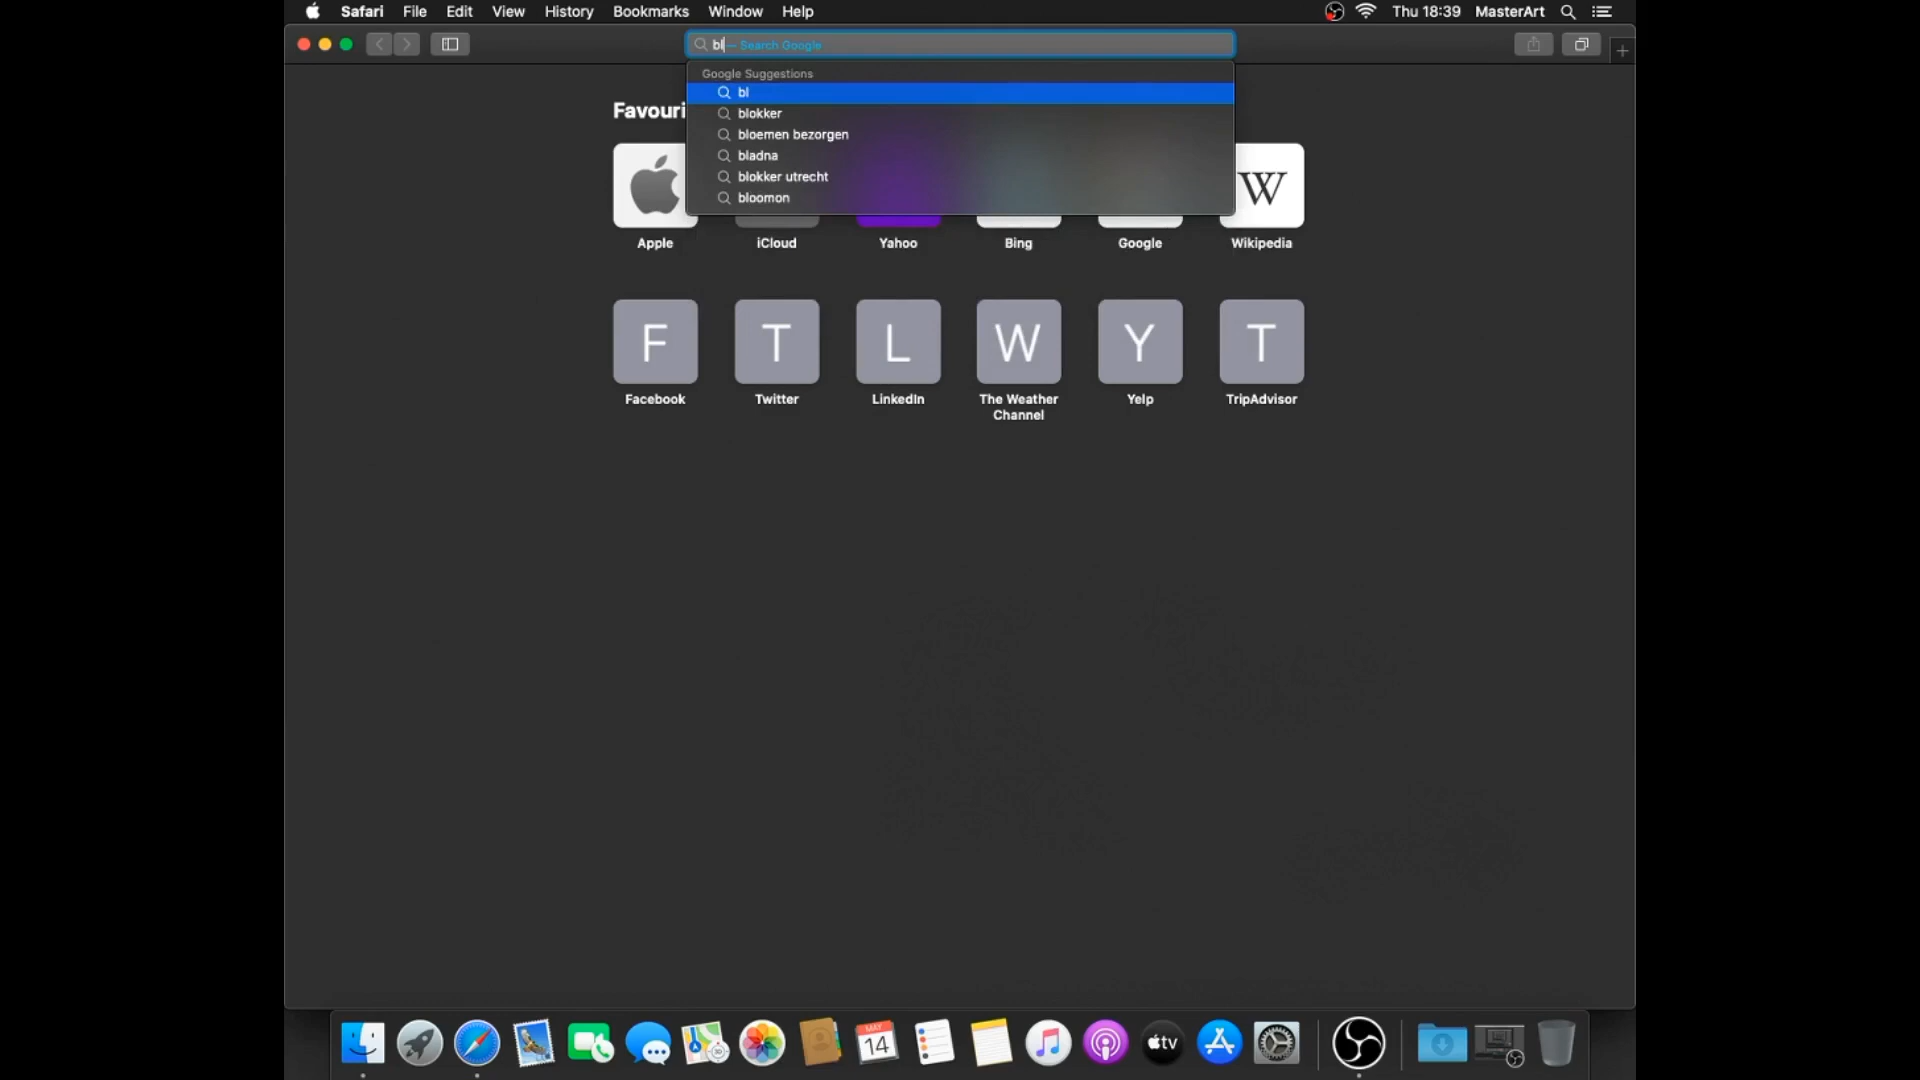 Safari File Edit View History Bookmarks Window Help Thu 18:39 MasterArt
bl — Search Google
Google Suggestions
bl
blokker
bloemen bezorgen
bladna
blokker utrecht
bloomon
Favouri
W
Apple iCloud Yahoo Bing Google Wikipedia
F T L W Y T
Facebook Twitter LinkedIn The Weather Channel Yelp TripAdvisor
MAY
14
tv